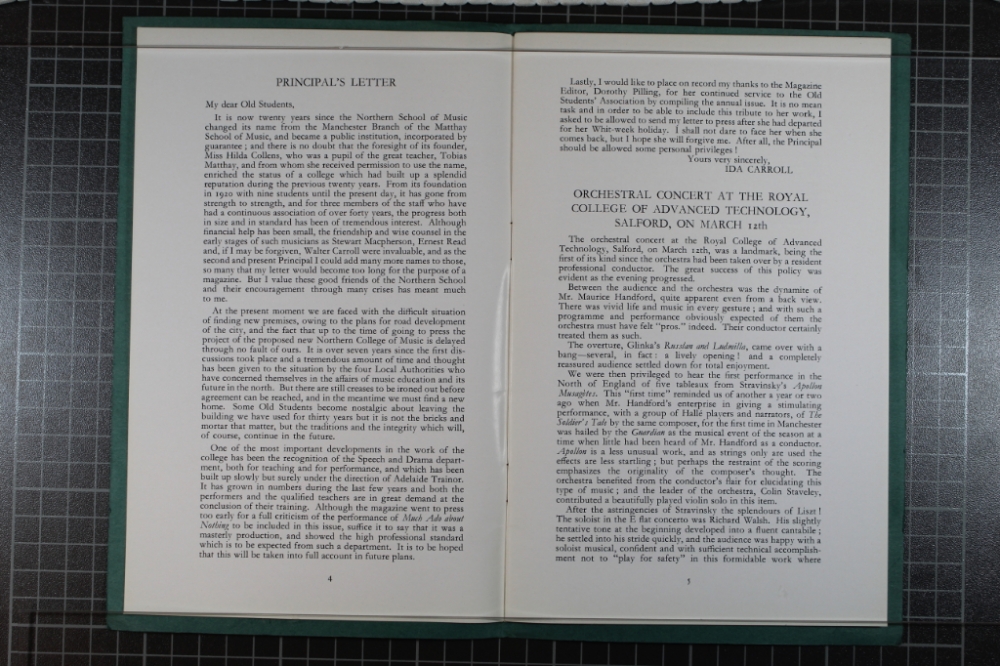 PRINCIPAL'S LETTER
My dear Old Students,
It is now twenty years since the Northern School of Music
changed its name from the Manchester Branch of the Matthay
School of Music, and became a public institution, incorporated by
guarantee ; and there is no doubt that the foresight of its founder,
Miss Hilda Collens, who was a pupil of the great teacher, Tobias
Matthay, and from whom she received permission to use the name,
enriched the status of a college which had built up a splendid
reputation during the previous twenty years. From its foundation
in 1920 with nine students until the present day, it has gone from
strength to strength, and for three members of the staff who have
had a continuous association of over forty years, the progress both
in size and in standard has been of tremendous interest. Although
financial help has been small, the friendship and wise counsel in the
early stages of such musicians as Stewart Macpherson, Ernest Read
and, if I may be forgiven, Walter Carroll were invaluable, and as the
second and present Principal I could add many more names to those,
so many that my letter would become too long for the purpose of a
magazine. But I value these good friends of the Northern School
and their encouragement through many crises has meant much
to me.
At the present moment we are faced with the difficult situation
of finding new premises, owing to the plans for road development
of the city, and the fact that up to the time of going to press the
project of the proposed new Northern College of Music is delayed
through no fault of ours. It is over seven years since the first dis-
cussions took place and a tremendous amount of time and thought
has been given to the situation by the four Local Authorities who
have concerned themselves in the affairs of music education and its
future in the north. But there are still creases to be ironed out before
agreement can be reached, and in the meantime we must find a new
home. Some Old Students become nostalgic about leaving the
building we have used for thirty years but it is not the bricks and
mortar that matter, but the traditions and the integrity which will,
of course, continue in the future.
One of the most important developments in the work of the
college has been the recognition of the Speech and Drama depart-
ment, both for teaching and for performance, and which has been
built up slowly but surely under the direction of Adelaide Trainor.
It has grown in numbers during the last few years and both the
performers and the qualified teachers are in great demand at the
conclusion of their training. Although the magazine went to press
too early for a full criticism of the performance of Much Ado about
Nothing to be included in this issue, suffice it to say that it was a
masterly production, and showed the high professional standard
which is to be expected from such a department. It is to be hoped
that this will be taken into full account in future plans.
4
Lastly, I would like to place on record my thanks to the Magazine
Editor, Dorothy Pilling, for her continued service to the Old
Students' Association by compiling the annual issue. It is no mean
task and in order to be able to include this tribute to her work, I
asked to be allowed to send my letter to press after she had departed
for her Whit-week holiday. I shall not dare to face her when she
comes back, but I hope she will forgive me. After all, the Principal
should be allowed some personal privileges !
Yours very sincerely,
IDA CARROLL
ORCHESTRAL CONCERT AT THE ROYAL
COLLEGE OF ADVANCED TECHNOLOGY,
SALFORD, ON MARCH 12th
The orchestral concert at the Royal College of Advanced
Technology, Salford, on March 12th, was a landmark, being the
first of its kind since the orchestra had been taken over by a resident
professional conductor. The great success of this policy was
evident as the evening progressed.
Between the audience and the orchestra was the dynamite of
Mr. Maurice Handford, quite apparent even from a back view.
There was vivid life and music in every gesture ; and with such a
programme and performance obviously expected of them the
orchestra must have felt "pros." indeed. Their conductor certainly
treated them as such.
The overture, Glinka's Russlan and Ludmilla, came over with a
bang—several, in fact : a lively opening ! and a completely
reassured audience settled down for total enjoyment.
We were then privileged to hear the first performance in the
North of England of five tableaux from Stravinsky's Apollon
Musagètes. This "first time" reminded us of another a year or two
ago when Mr. Handford's enterprise in giving a stimulating
performance, with a group of Hallé players and narrators, of The
Soldier's Tale by the same composer, for the first time in Manchester
was hailed by the Guardian as the musical event of the season at a
time when little had been heard of Mr. Handford as a conductor.
Apollon is a less unusual work, and as strings only are used the
effects are less startling ; but perhaps the restraint of the scoring
emphasizes the originality of the composer's thought. The
orchestra benefited from the conductor's flair for elucidating this
type of music ; and the leader of the orchestra, Colin Staveley,
contributed a beautifully played violin solo in this item.
After the astringencies of Stravinsky the splendours of Liszt !
The soloist in the E flat concerto was Richard Walsh. His slightly
tentative tone at the beginning developed into a fluent cantabile ;
he settled into his stride quickly, and the audience was happy with a
soloist musical, confident and with sufficient technical accomplish-
ment not to "play for safety" in this formidable work where
5